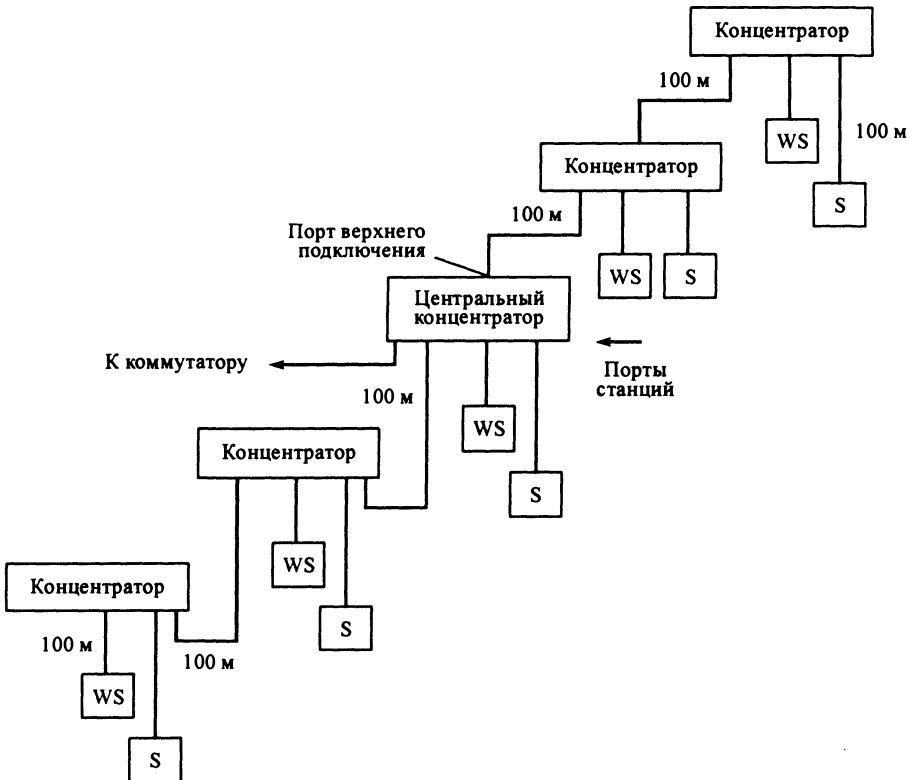 Концентратор
100 м
WS
100 м
S
Концентратор
100 м
WS
S
Порт верхнего
подключения
Центральный
концентратор
К коммутатору
Порты
станций
100 м
WS
S
Концентратор
WS
S
Концентратор
100 м
100 м
WS
S